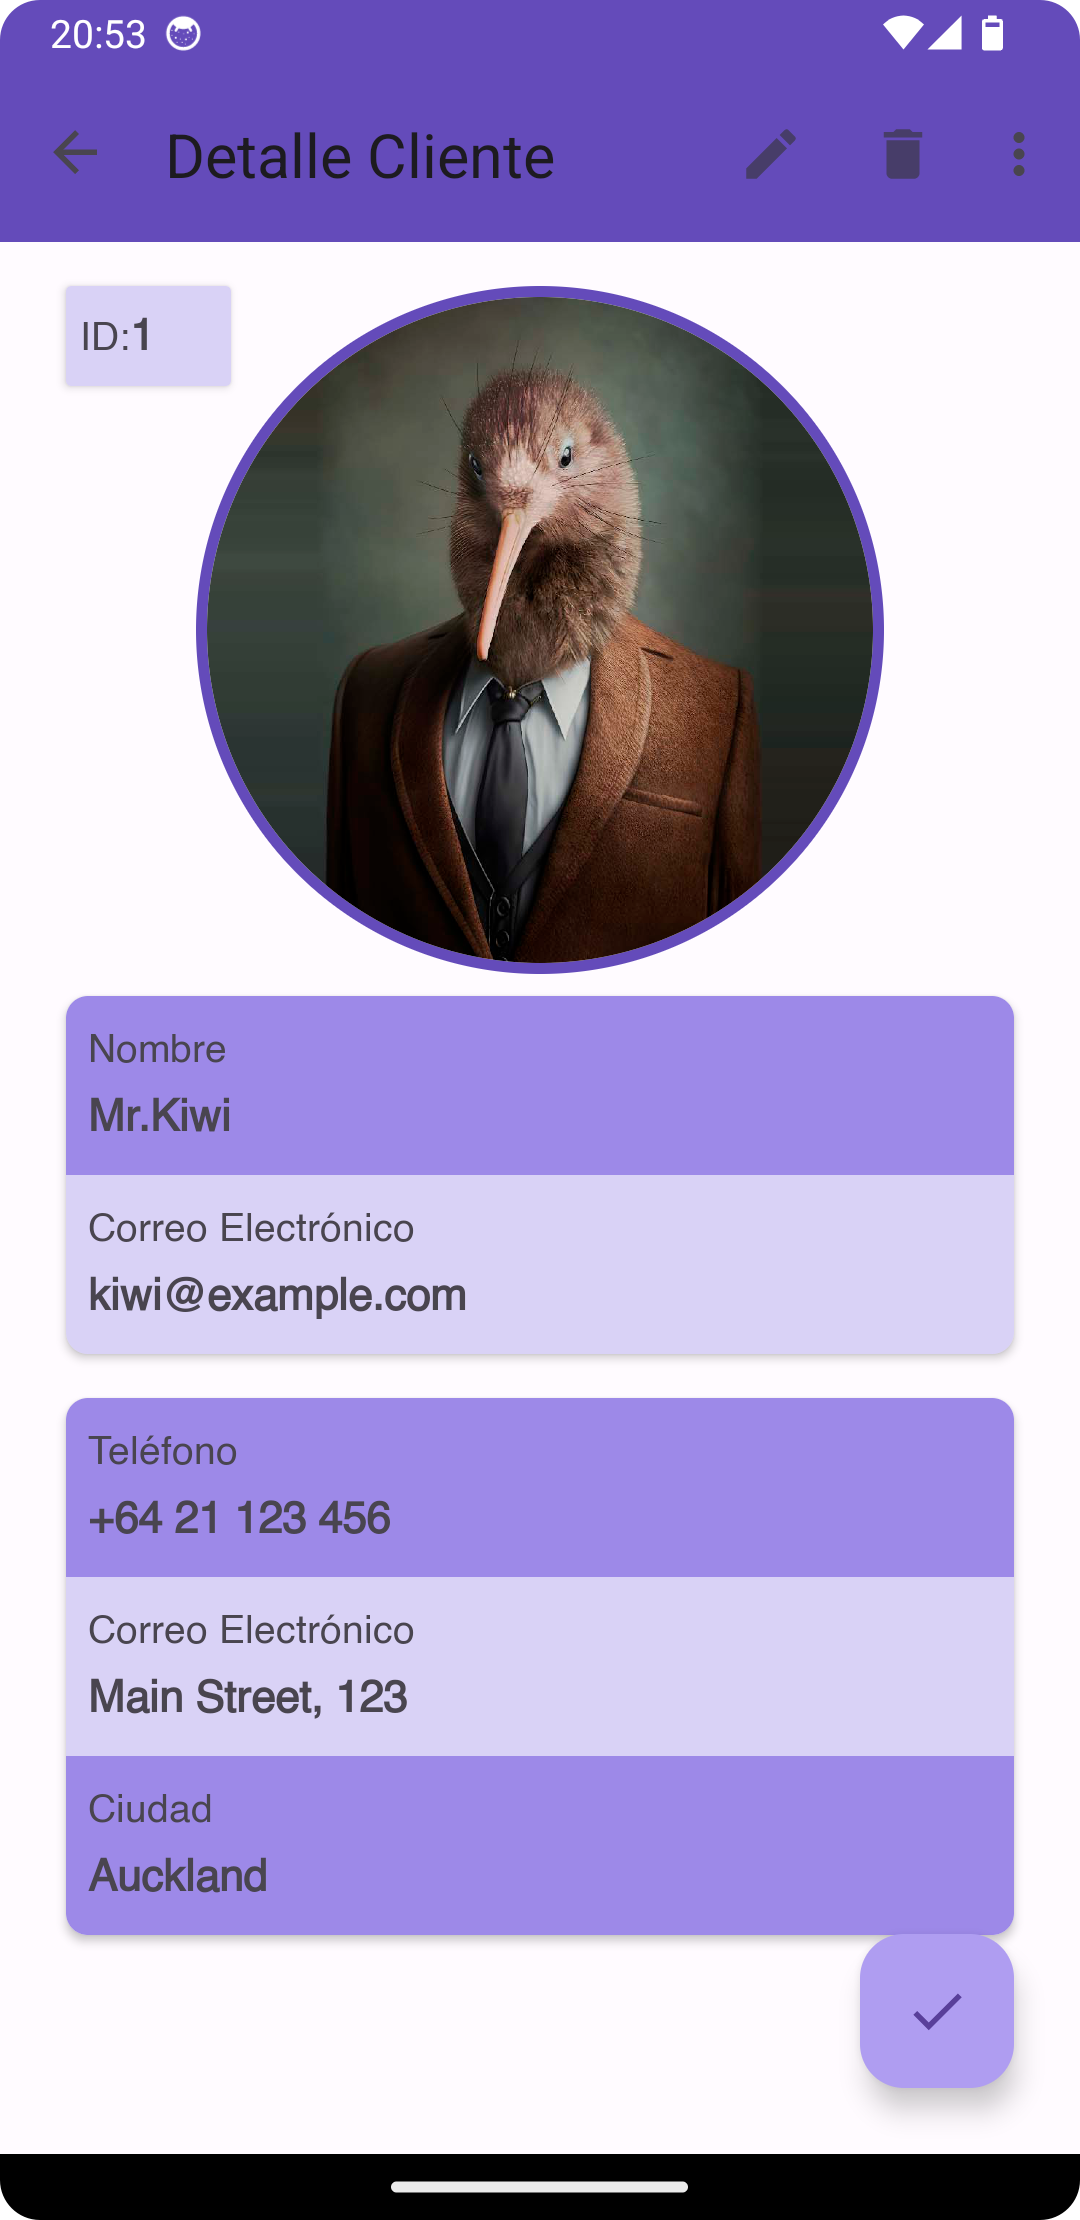 20:53
Detalle Cliente
ID:1
Nombre
Mr.Kiwi
Correo Electrónico
kiwi@example.com
Teléfono
+64 21 123 456
Correo Electrónico
Main Street, 123
Ciudad
Auckland